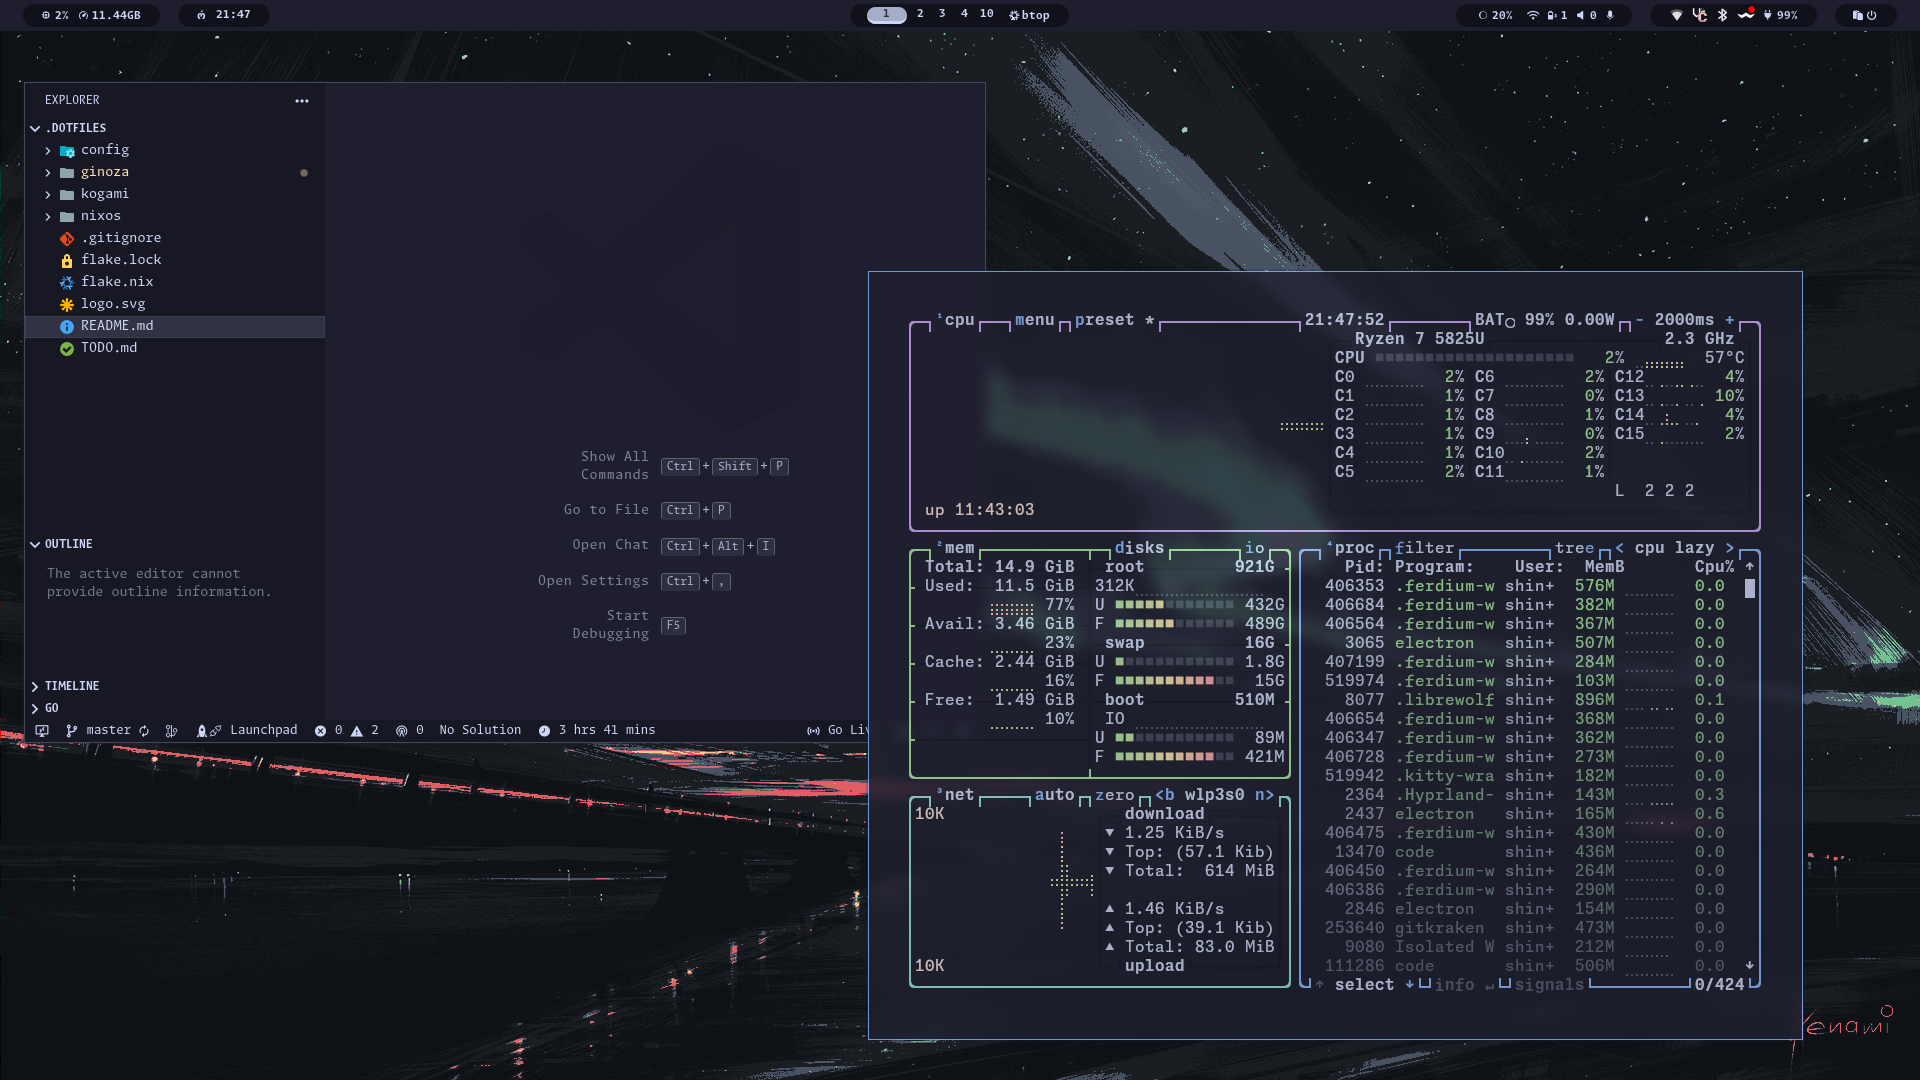 2% 11.44GB
21:47
1 2 3 4 10 btop
20% 1 0
99%
EXPLORER
.DOTFILES
config
ginoza
kogami
nixos
.gitignore
flake.lock
flake.nix
logo.svg
README.md
TODO.md
OUTLINE
The active editor cannot
provide outline information.
TIMELINE
GO
Show All
Commands
Ctrl + Shift + P
Go to File Ctrl + P
Open Chat Ctrl + Alt + I
Open Settings Ctrl + ,
Start
Debugging
F5
master Launchpad 0 2 0 No Solution 3 hrs 41 mins Go Liv
¹cpu menu preset * 21:47:52 BAT 99% 0.00W - 2000ms +
Ryzen 7 5825U 2.3 GHz
CPU 2% 57°C
C0 2% C6 2% C12 4%
C1 1% C7 0% C13 10%
C2 1% C8 1% C14 4%
C3 1% C9 0% C15 2%
C4 1% C10 2%
C5 2% C11 1%
L 2 2 2
up 11:43:03
²mem disks io
Total: 14.9 GiB root 921G
Used: 11.5 GiB 312K
77% U 432G
Avail: 3.46 GiB F 489G
23% swap 16G
Cache: 2.44 GiB U 1.8G
16% F 15G
Free: 1.49 GiB boot 510M
10% IO
U 89M
F 421M
³net auto zero <b wlp3s0 n>
10K download
▼ 1.25 KiB/s
▼ Top: (57.1 Kib)
▼ Total: 614 MiB
▲ 1.46 KiB/s
▲ Top: (39.1 Kib)
▲ Total: 83.0 MiB
10K upload
⁴proc filter tree < cpu lazy >
Pid: Program: User: MemB Cpu% ↑
406353 .ferdium-w shin+ 576M 0.0
406684 .ferdium-w shin+ 382M 0.0
406564 .ferdium-w shin+ 367M 0.0
3065 electron shin+ 507M 0.0
407199 .ferdium-w shin+ 284M 0.0
519974 .ferdium-w shin+ 103M 0.0
8077 .librewolf shin+ 896M 0.1
406654 .ferdium-w shin+ 368M 0.0
406347 .ferdium-w shin+ 362M 0.0
406728 .ferdium-w shin+ 273M 0.0
519942 .kitty-wra shin+ 182M 0.0
2364 .Hyprland- shin+ 143M 0.3
2437 electron shin+ 165M 0.6
406475 .ferdium-w shin+ 430M 0.0
13470 code shin+ 436M 0.0
406450 .ferdium-w shin+ 264M 0.0
406386 .ferdium-w shin+ 290M 0.0
2846 electron shin+ 154M 0.0
253640 gitkraken shin+ 473M 0.0
9080 Isolated W shin+ 212M 0.0
111286 code shin+ 506M 0.0 ↓
↑ select ↓ info ↵ signals 0/424